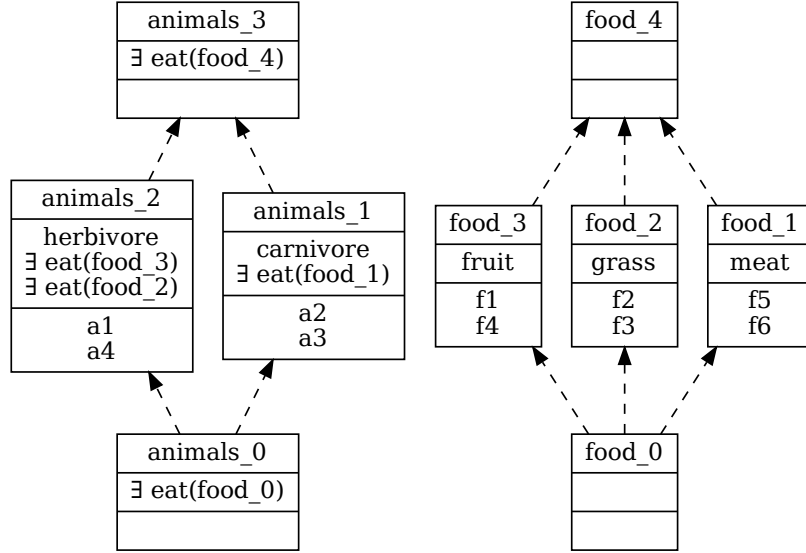 animals_3
∃ eat(food_4)
food_4
animals_2
herbivore
∃ eat(food_3)
∃ eat(food_2)
a1
a4
animals_1
carnivore
∃ eat(food_1)
a2
a3
food_3
fruit
f1
f4
food_2
grass
f2
f3
food_1
meat
f5
f6
animals_0
∃ eat(food_0)
food_0